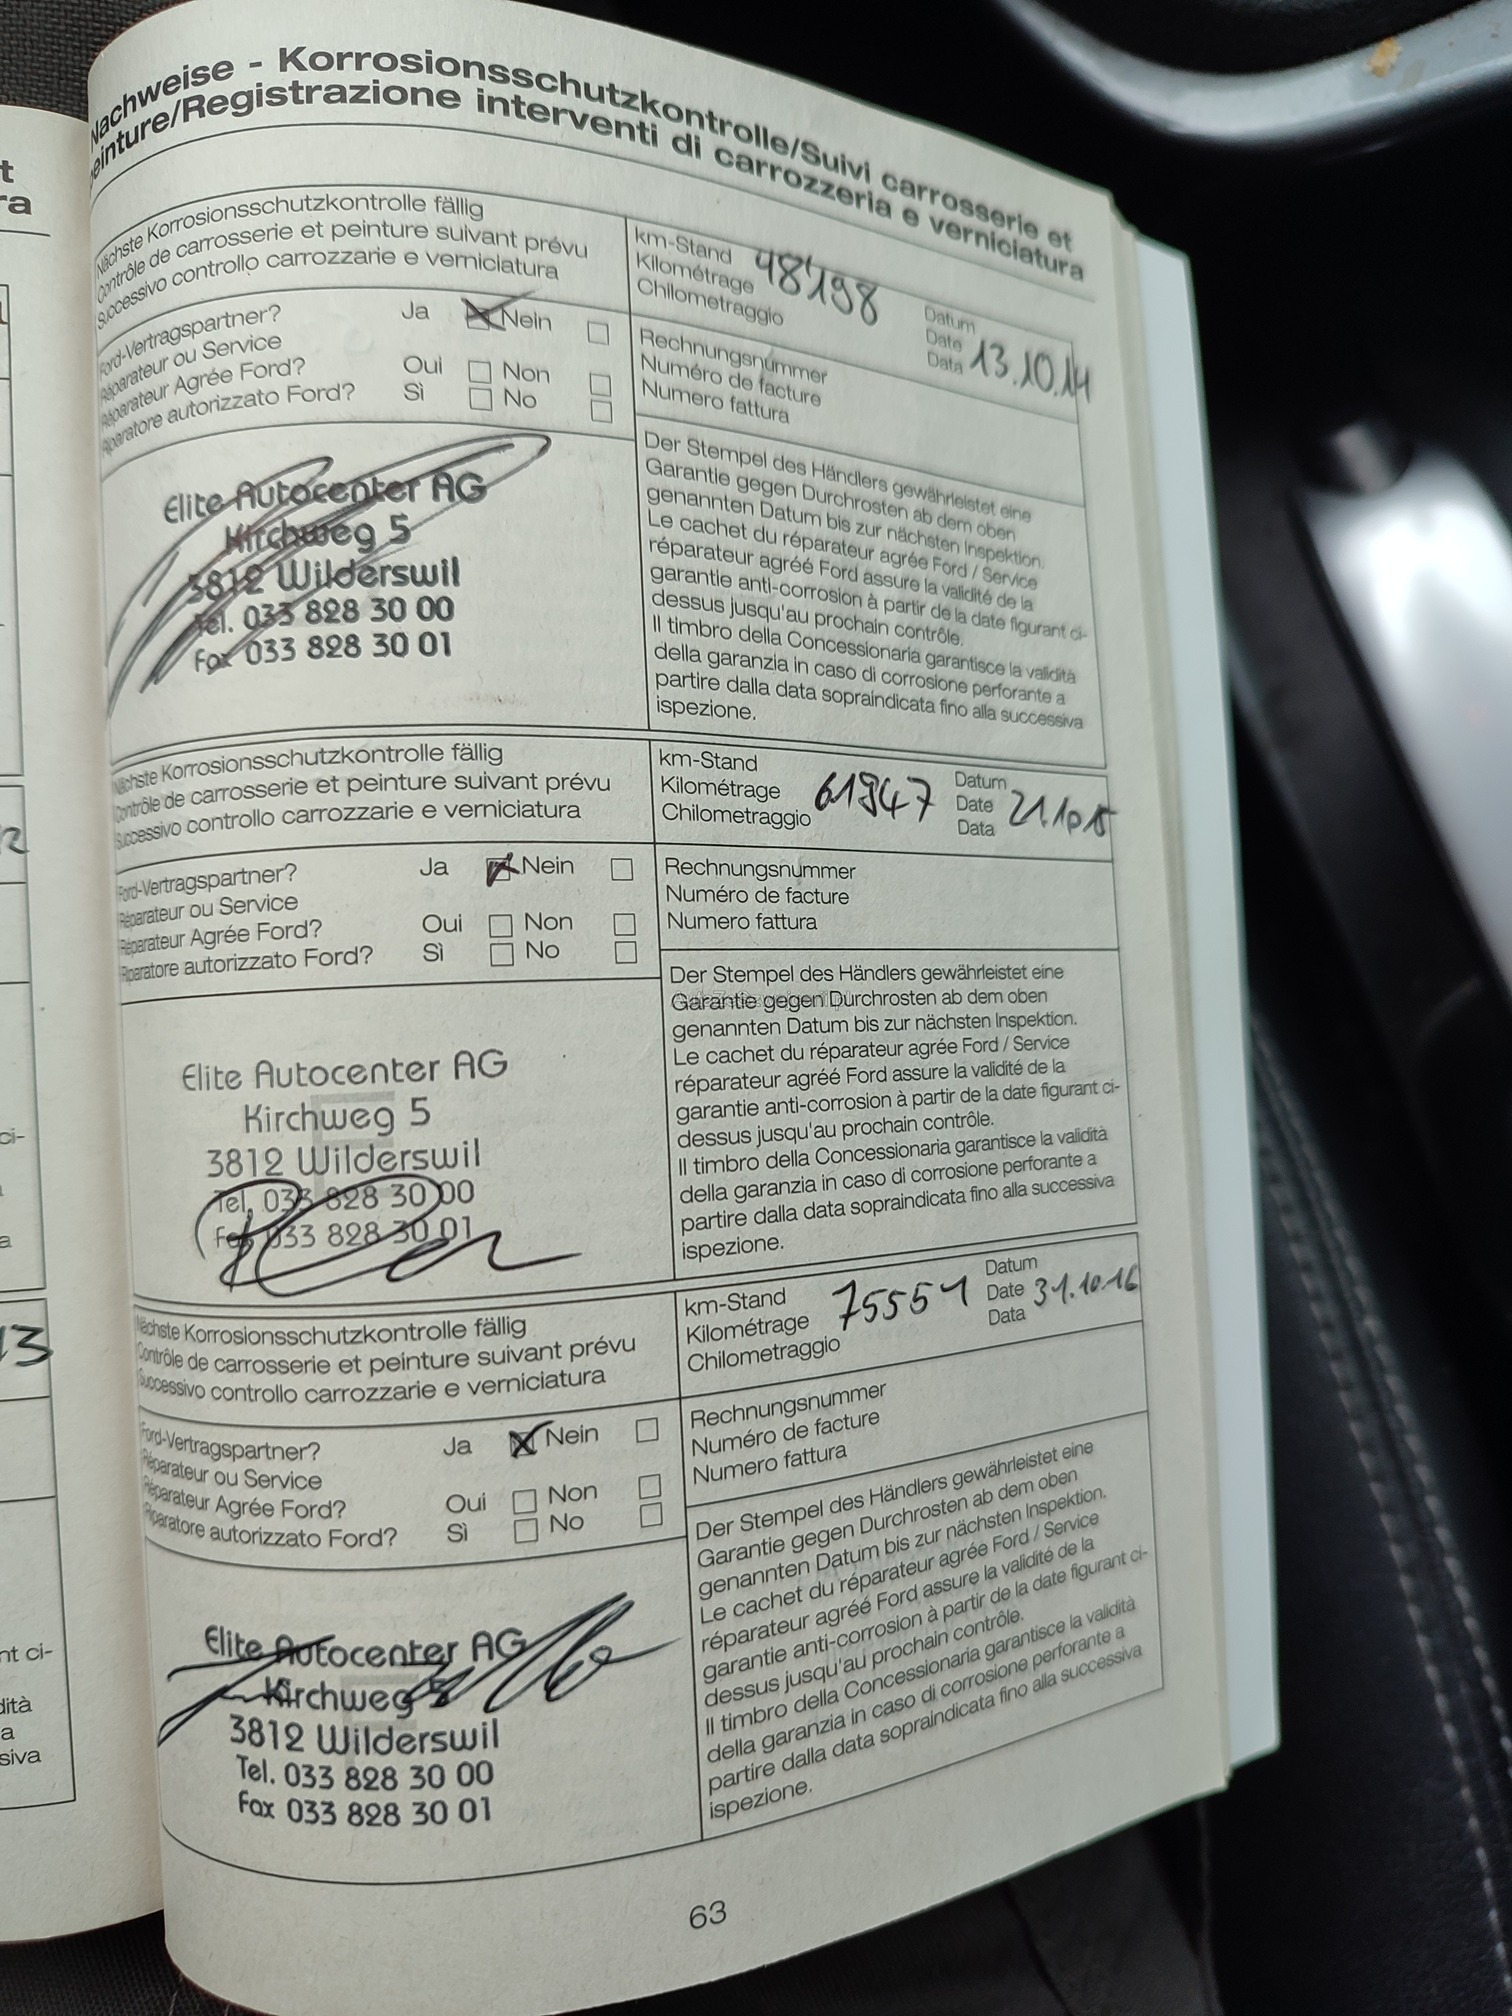 Nachweise - Korrosionsschutzkontrolle/Suivi carrosserie et
peinture/Registrazione interventi di carrozzeria e verniciatura
Nächste Korrosionsschutzkontrolle fällig
Contrôle de carrosserie et peinture suivant prévu
Successivo controllo carrozzarie e verniciatura
km-Stand
Kilométrage
Chilometraggio
48198
Datum
Date
Data
13.10.14
Ford-Vertragspartner?
Réparateur ou Service
Réparateur Agrée Ford?
Riparatore autorizzato Ford?
Ja Nein
Oui Non
Sì No
Rechnungsnummer
Numéro de facture
Numero fattura
Elite Autocenter AG
Kirchweg 5
3812 Wilderswil
Tel. 033 828 30 00
Fax 033 828 30 01
Der Stempel des Händlers gewährleistet eine
Garantie gegen Durchrosten ab dem oben
genannten Datum bis zur nächsten Inspektion.
Le cachet du réparateur agrée Ford / Service
réparateur agréé Ford assure la validité de la
garantie anti-corrosion à partir de la date figurant ci-
dessus jusqu'au prochain contrôle.
Il timbro della Concessionaria garantisce la validità
della garanzia in caso di corrosione perforante a
partire dalla data sopraindicata fino alla successiva
ispezione.
Nächste Korrosionsschutzkontrolle fällig
Contrôle de carrosserie et peinture suivant prévu
Successivo controllo carrozzarie e verniciatura
km-Stand
Kilométrage
Chilometraggio
61947
Datum
Date
Data
21.10.15
Ford-Vertragspartner?
Réparateur ou Service
Réparateur Agrée Ford?
Riparatore autorizzato Ford?
Ja Nein
Oui Non
Sì No
Rechnungsnummer
Numéro de facture
Numero fattura
Elite Autocenter AG
Kirchweg 5
3812 Wilderswil
Tel. 033 828 30 00
Fax 033 828 30 01
Der Stempel des Händlers gewährleistet eine
Garantie gegen Durchrosten ab dem oben
genannten Datum bis zur nächsten Inspektion.
Le cachet du réparateur agrée Ford / Service
réparateur agréé Ford assure la validité de la
garantie anti-corrosion à partir de la date figurant ci-
dessus jusqu'au prochain contrôle.
Il timbro della Concessionaria garantisce la validità
della garanzia in caso di corrosione perforante a
partire dalla data sopraindicata fino alla successiva
ispezione.
Nächste Korrosionsschutzkontrolle fällig
Contrôle de carrosserie et peinture suivant prévu
Successivo controllo carrozzarie e verniciatura
km-Stand
Kilométrage
Chilometraggio
75551
Datum
Date
Data
31.10.16
Ford-Vertragspartner?
Réparateur ou Service
Réparateur Agrée Ford?
Riparatore autorizzato Ford?
Ja Nein
Oui Non
Sì No
Rechnungsnummer
Numéro de facture
Numero fattura
Elite Autocenter AG
Kirchweg 5
3812 Wilderswil
Tel. 033 828 30 00
Fax 033 828 30 01
Der Stempel des Händlers gewährleistet eine
Garantie gegen Durchrosten ab dem oben
genannten Datum bis zur nächsten Inspektion.
Le cachet du réparateur agrée Ford / Service
réparateur agréé Ford assure la validité de la
garantie anti-corrosion à partir de la date figurant ci-
dessus jusqu'au prochain contrôle.
Il timbro della Concessionaria garantisce la validità
della garanzia in caso di corrosione perforante a
partire dalla data sopraindicata fino alla successiva
ispezione.
63